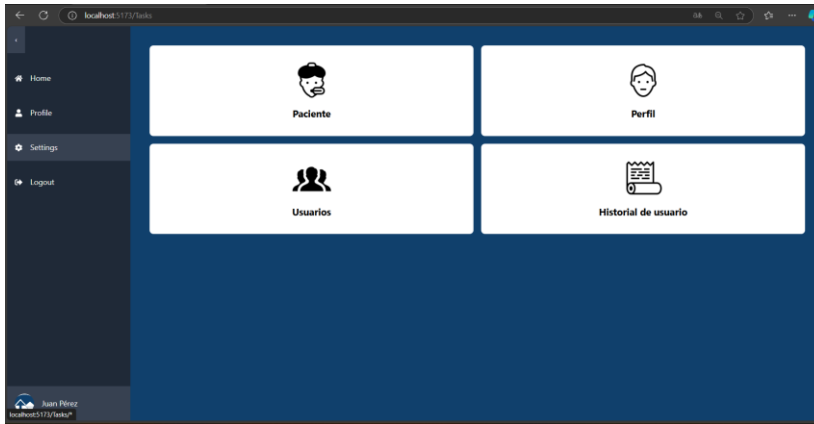 localhost:5173/Tasks
Home
Profile
Settings
Logout
Paciente
Perfil
Usuarios
Historial de usuario
Juan Pérez
localhost:5173/Tasks/*